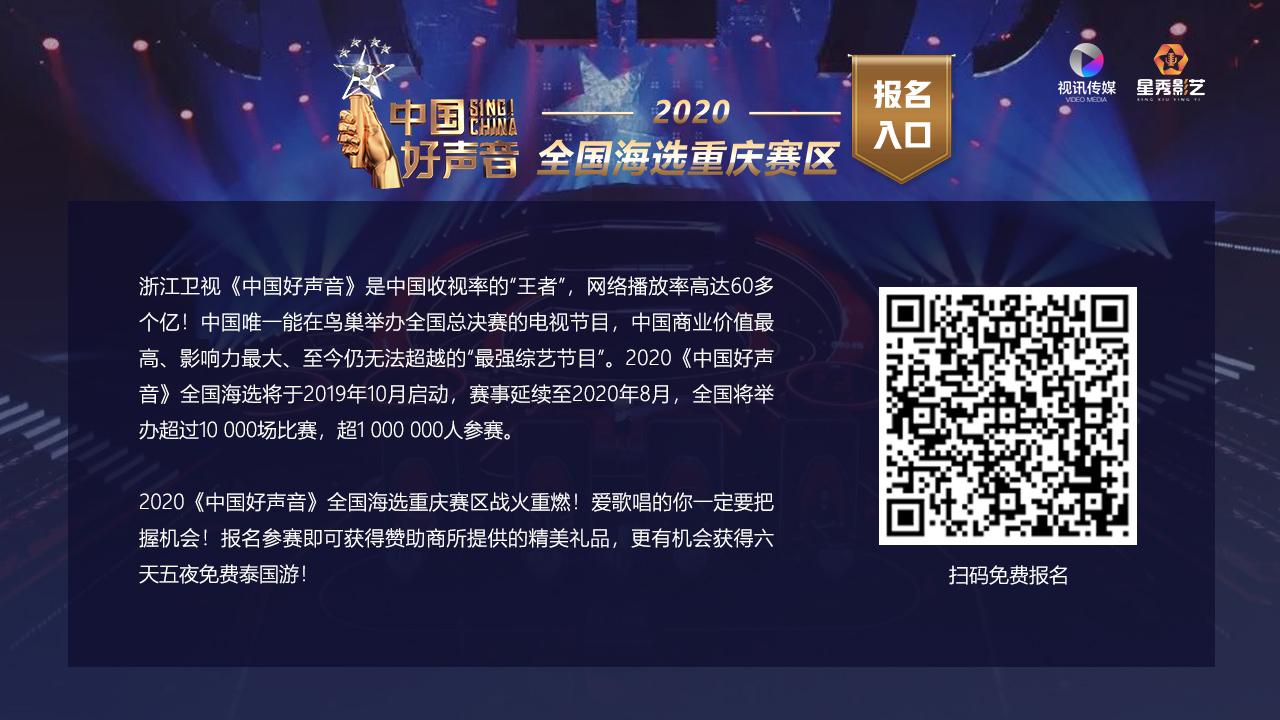 中国
SING!
CHINA
好声音
2020
全国海选重庆赛区
报名
入口
视讯传媒
VIDEO MEDIA
星秀影艺
SING XIU YING YI
浙江卫视《中国好声音》是中国收视率的“王者”，网络播放率高达60多
个亿！中国唯一能在鸟巢举办全国总决赛的电视节目，中国商业价值最
高、影响力最大、至今仍无法超越的“最强综艺节目”。2020《中国好声
音》全国海选将于2019年10月启动，赛事延续至2020年8月，全国将举
办超过10 000场比赛，超1 000 000人参赛。
2020《中国好声音》全国海选重庆赛区战火重燃！爱歌唱的你一定要把
握机会！报名参赛即可获得赞助商所提供的精美礼品，更有机会获得六
天五夜免费泰国游！
扫码免费报名